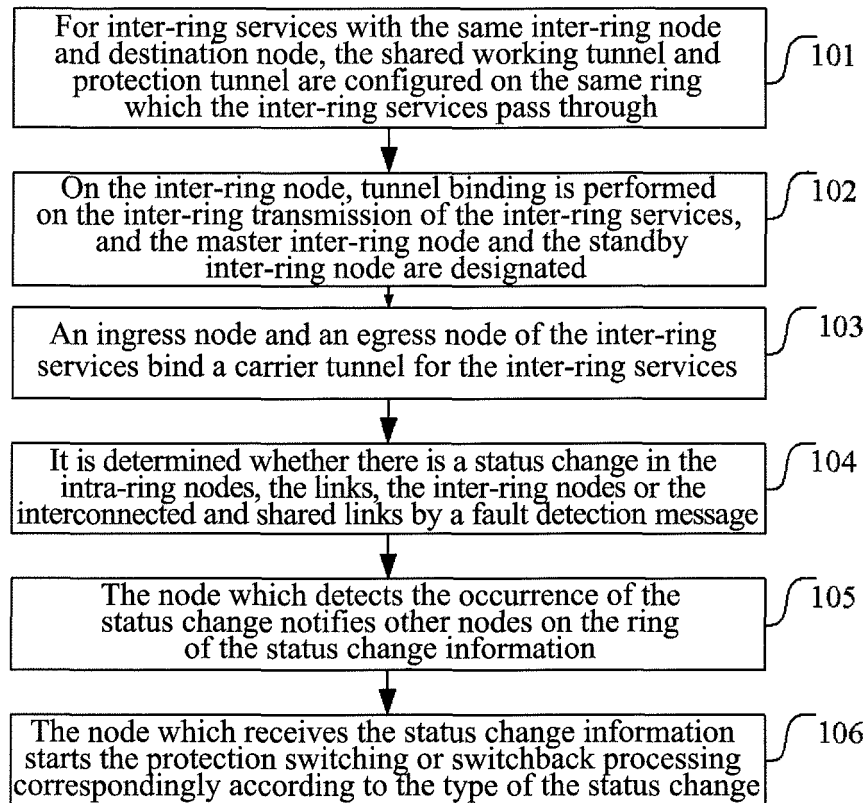 For inter-ring services with the same inter-ring node
and destination node, the shared working tunnel and
protection tunnel are configured on the same ring
which the inter-ring services pass through
101
On the inter-ring node, tunnel binding is performed
on the inter-ring transmission of the inter-ring services,
and the master inter-ring node and the standby
inter-ring node are designated
102
An ingress node and an egress node of the inter-ring
services bind a carrier tunnel for the inter-ring services
103
It is determined whether there is a status change in the
intra-ring nodes, the links, the inter-ring nodes or the
interconnected and shared links by a fault detection message
104
The node which detects the occurrence of the
status change notifies other nodes on the ring
of the status change information
105
The node which receives the status change information
starts the protection switching or switchback processing
correspondingly according to the type of the status change
106